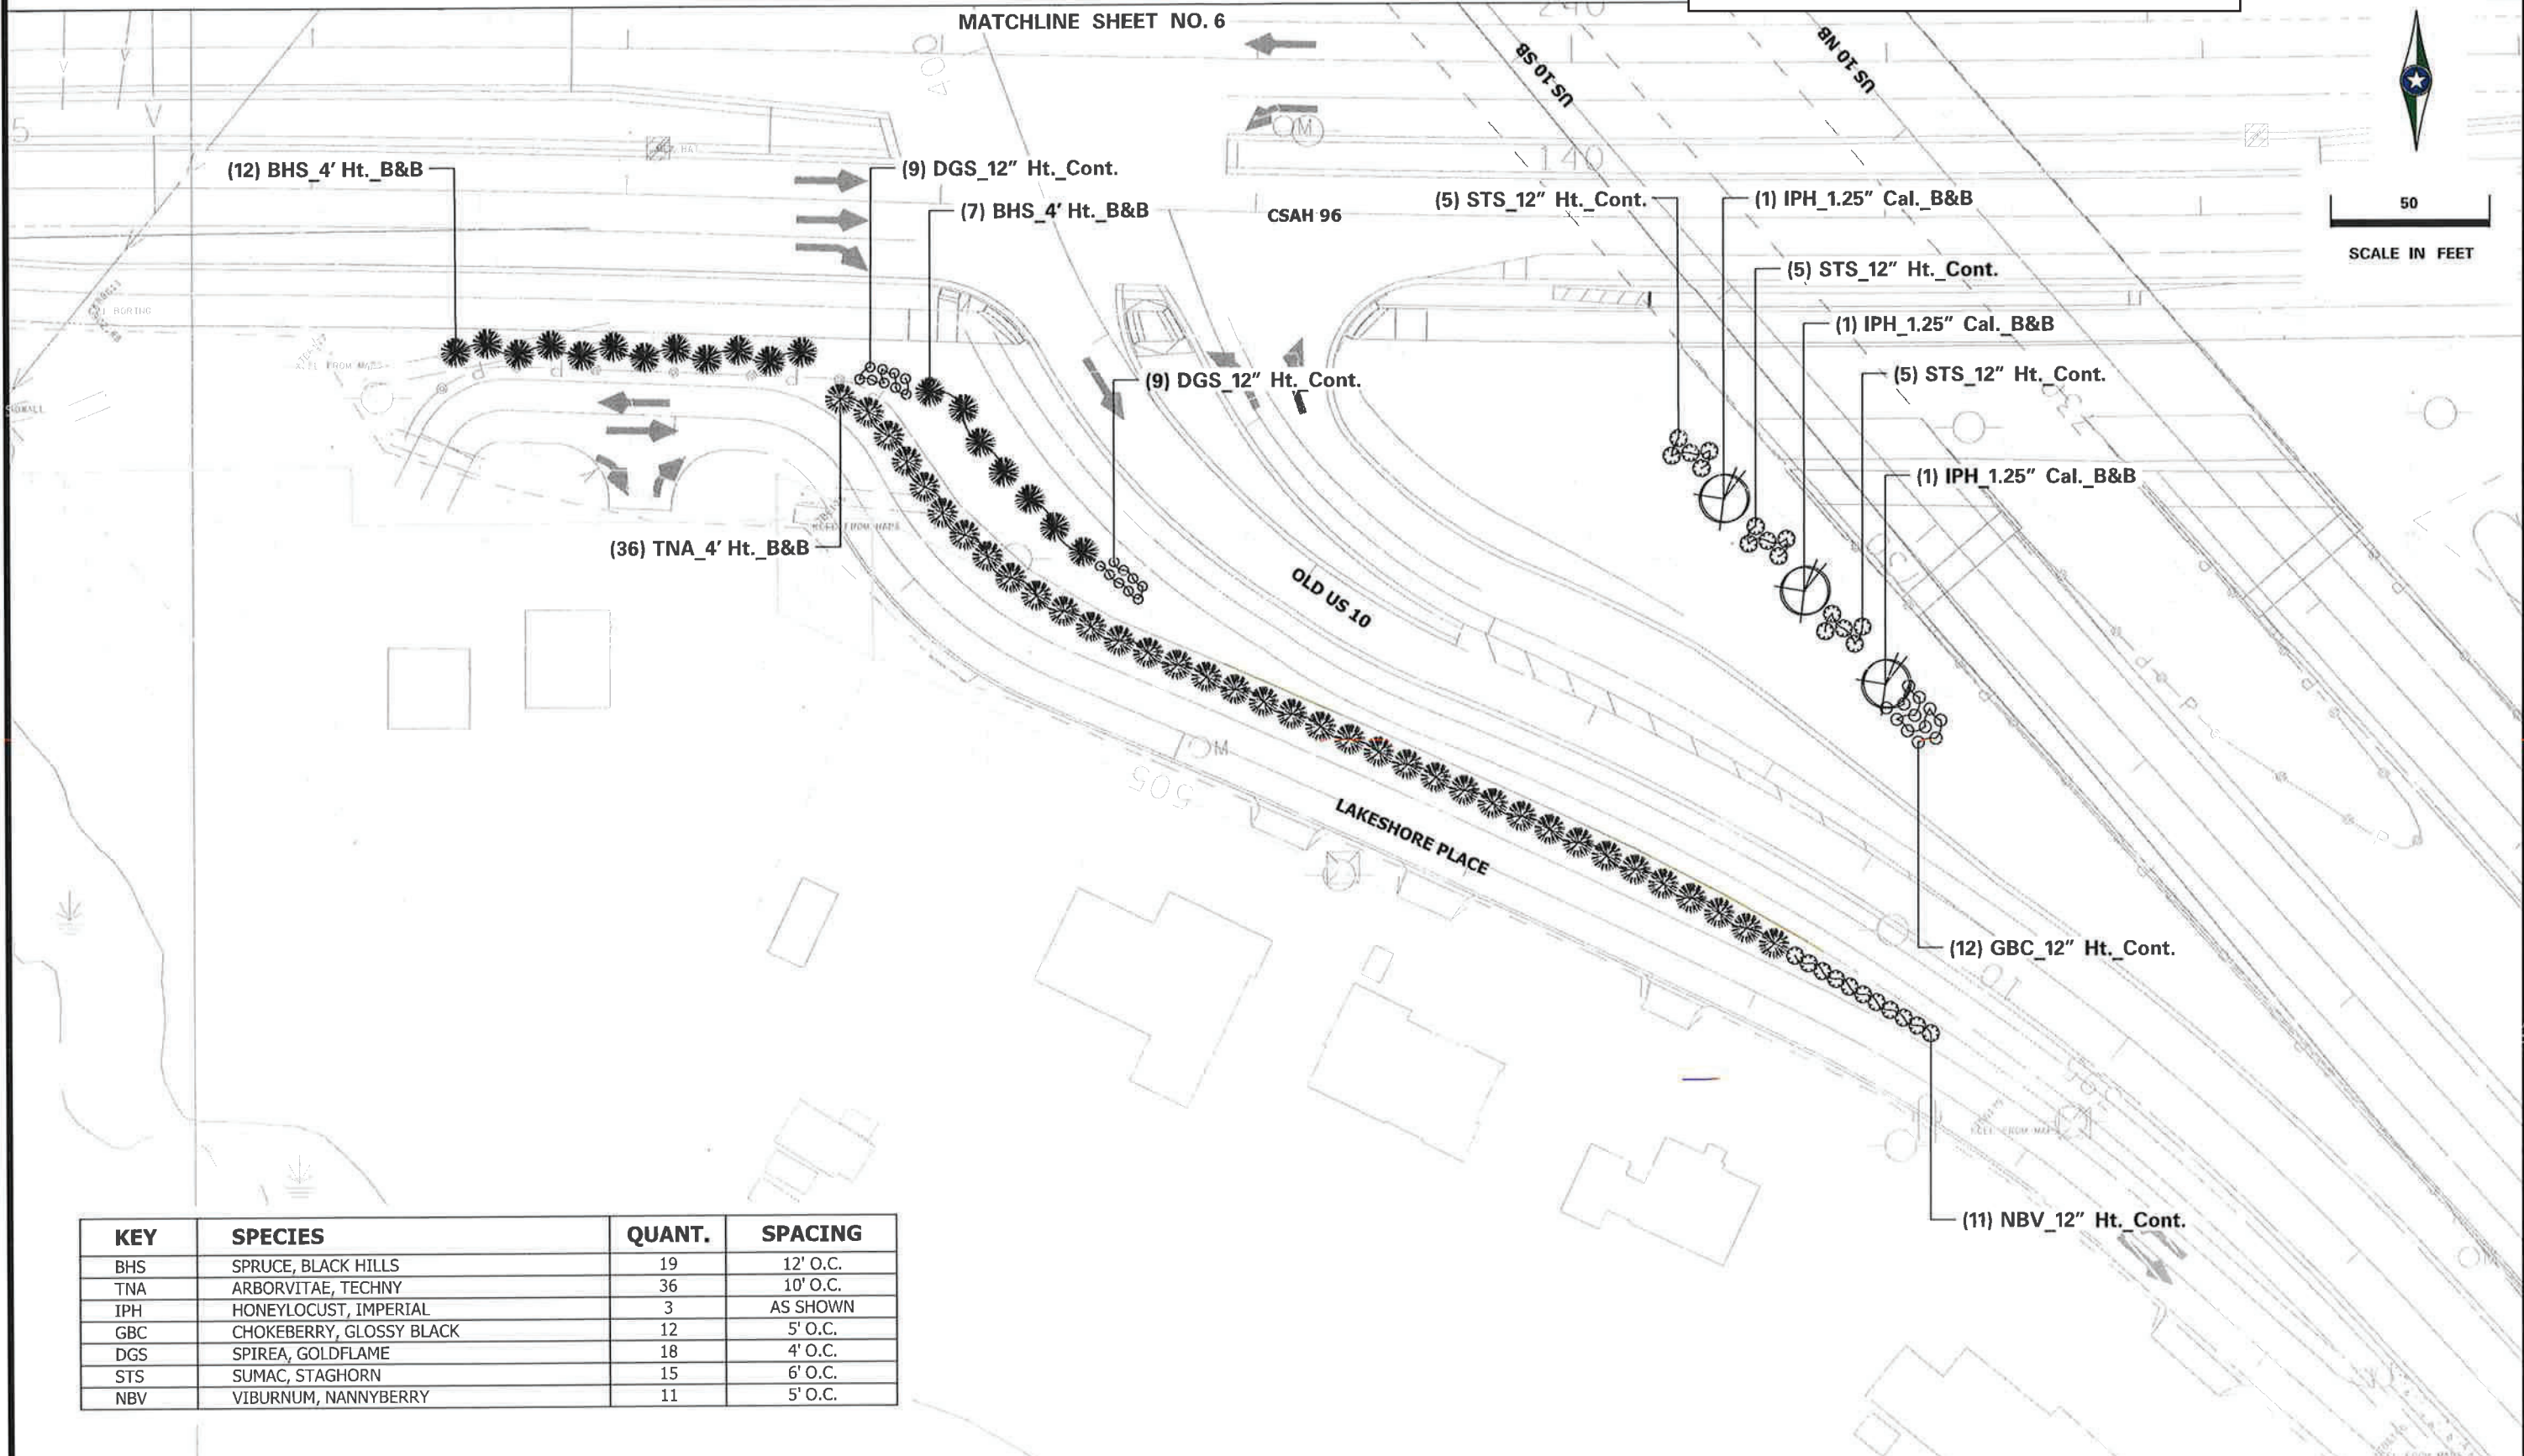 MATCHLINE SHEET NO. 6
US 10 SB
US 10 NB
50
SCALE IN FEET
140
(12) BHS_4' Ht._B&B
(9) DGS_12" Ht._Cont.
(7) BHS_4' Ht._B&B
CSAH 96
(5) STS_12" Ht._Cont.
(1) IPH_1.25" Cal._B&B
(5) STS_12" Ht._Cont.
(1) IPH_1.25" Cal._B&B
(9) DGS_12" Ht._Cont.
(5) STS_12" Ht._Cont.
(1) IPH_1.25" Cal._B&B
(36) TNA_4' Ht._B&B
OLD US 10
505
LAKESHORE PLACE
(12) GBC_12" Ht._Cont.
(11) NBV_12" Ht._Cont.
KEY SPECIES QUANT. SPACING
BHS SPRUCE, BLACK HILLS 19 12' O.C.
TNA ARBORVITAE, TECHNY 36 10' O.C.
IPH HONEYLOCUST, IMPERIAL 3 AS SHOWN
GBC CHOKEBERRY, GLOSSY BLACK 12 5' O.C.
DGS SPIREA, GOLDFLAME 18 4' O.C.
STS SUMAC, STAGHORN 15 6' O.C.
NBV VIBURNUM, NANNYBERRY 11 5' O.C.